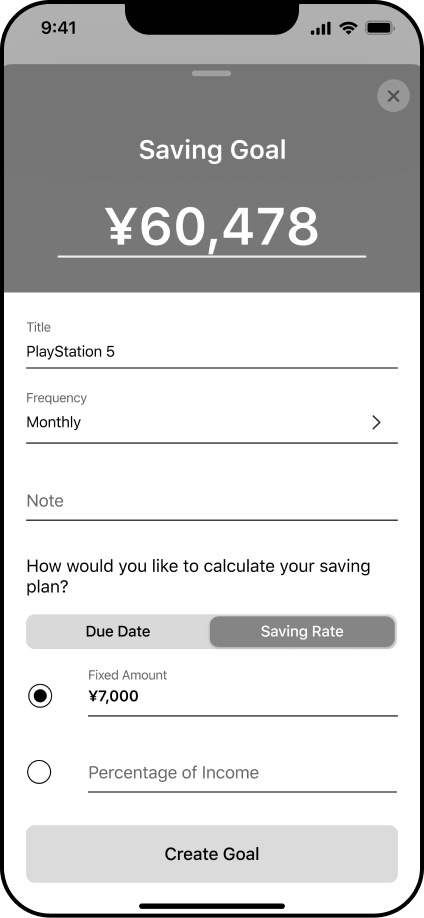 9:41
Saving Goal
¥60,478
Title
PlayStation 5
Frequency
Monthly
Note
How would you like to calculate your saving
plan?
Due Date Saving Rate
Fixed Amount
¥7,000
Percentage of Income
Create Goal